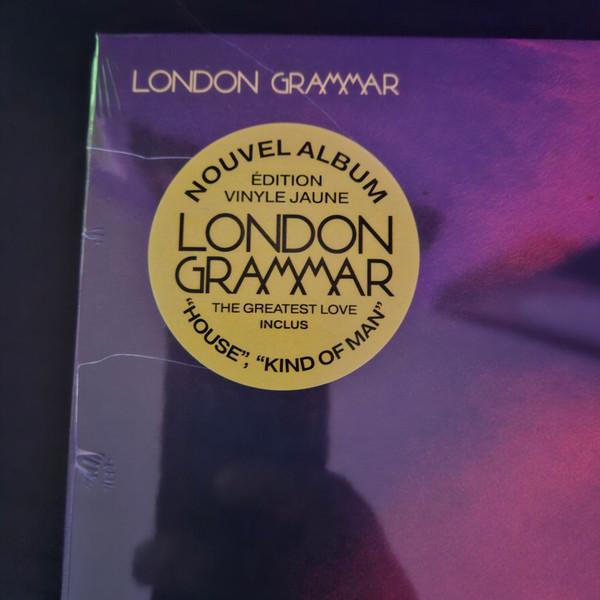 LONDON GRAMMAR
NOUVEL ALBUM
ÉDITION
VINYLE JAUNE
LONDON
GRAMMAR
THE GREATEST LOVE
INCLUS
“HOUSE”, “KIND OF MAN”